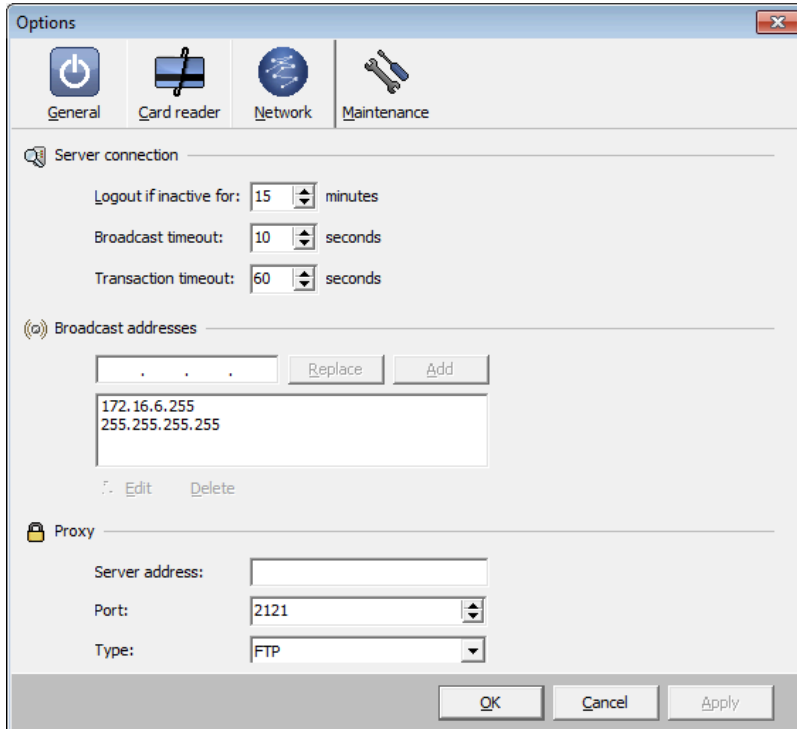 Options
General Card reader Network Maintenance
Server connection
Logout if inactive for: 15 minutes
Broadcast timeout: 10 seconds
Transaction timeout: 60 seconds
Broadcast addresses
. . . Replace Add
172.16.6.255
255.255.255.255
Edit Delete
Proxy
Server address:
Port: 2121
Type: FTP
OK Cancel Apply